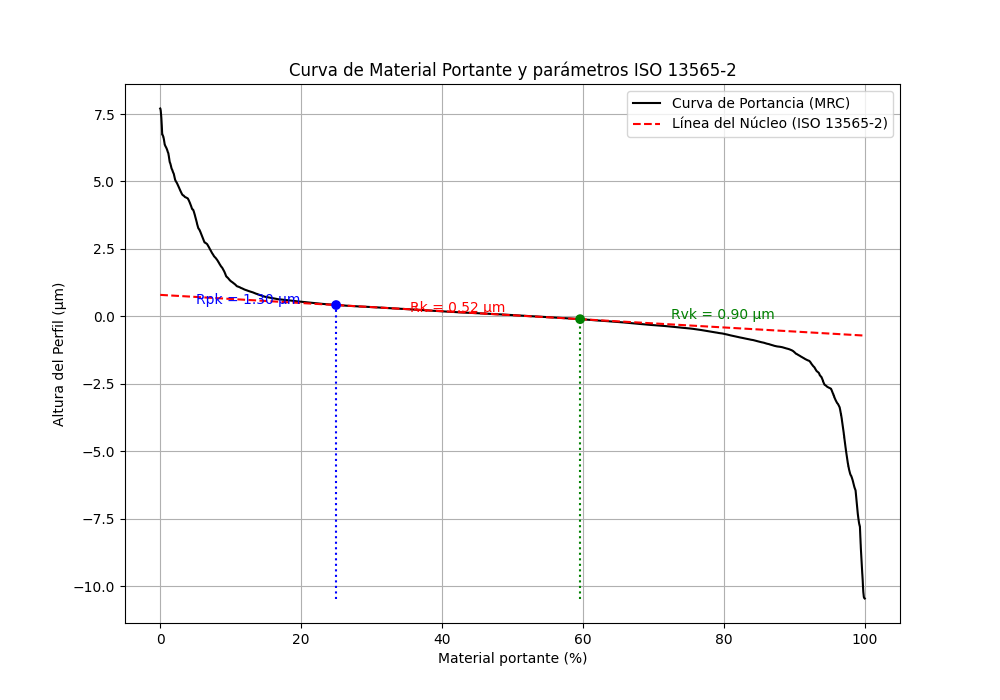 Curva de Material Portante y parámetros ISO 13565-2
Curva de Portancia (MRC)
Línea del Núcleo (ISO 13565-2)
Altura del Perfil (µm)
7.5
5.0
2.5
0.0
−2.5
−5.0
−7.5
−10.0
Rpk = 1.30 µm
Rk = 0.52 µm
Rvk = 0.90 µm
0 20 40 60 80 100
Material portante (%)